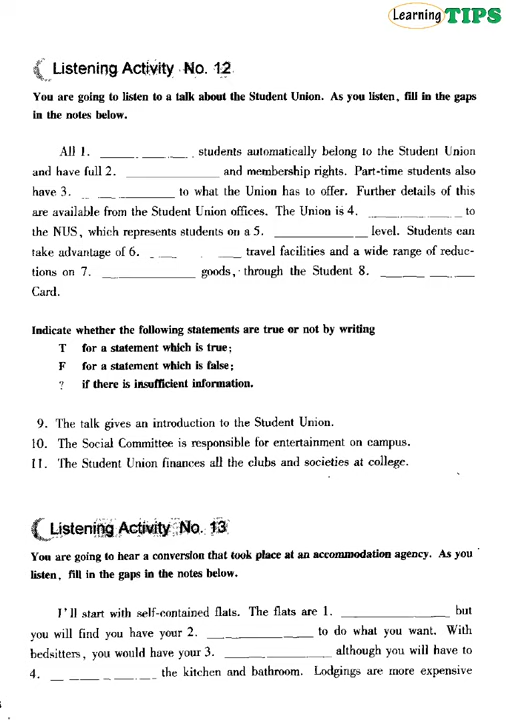 Learning TIPS
Listening Activity No. 12
You are going to listen to a talk about the Student Union. As you listen, fill in the gaps
in the notes below.
All 1. ____________ students automatically belong to the Student Union
and have full 2. ____________ and membership rights. Part-time students also
have 3. ____________ to what the Union has to offer. Further details of this
are available from the Student Union offices. The Union is 4. ____________ to
the NUS, which represents students on a 5. ____________ level. Students can
take advantage of 6. ____________ travel facilities and a wide range of reduc-
tions on 7. ____________ goods, through the Student 8. ____________
Card.
Indicate whether the following statements are true or not by writing
T for a statement which is true;
F for a statement which is false;
? if there is insufficient information.
9. The talk gives an introduction to the Student Union.
10. The Social Committee is responsible for entertainment on campus.
11. The Student Union finances all the clubs and societies at college.
Listening Activity No. 13
You are going to hear a conversion that took place at an accommodation agency. As you
listen, fill in the gaps in the notes below.
I'll start with self-contained flats. The flats are 1. ____________ but
you will find you have your 2. ____________ to do what you want. With
bedsitters, you would have your 3. ____________ although you will have to
4. ____________ the kitchen and bathroom. Lodgings are more expensive